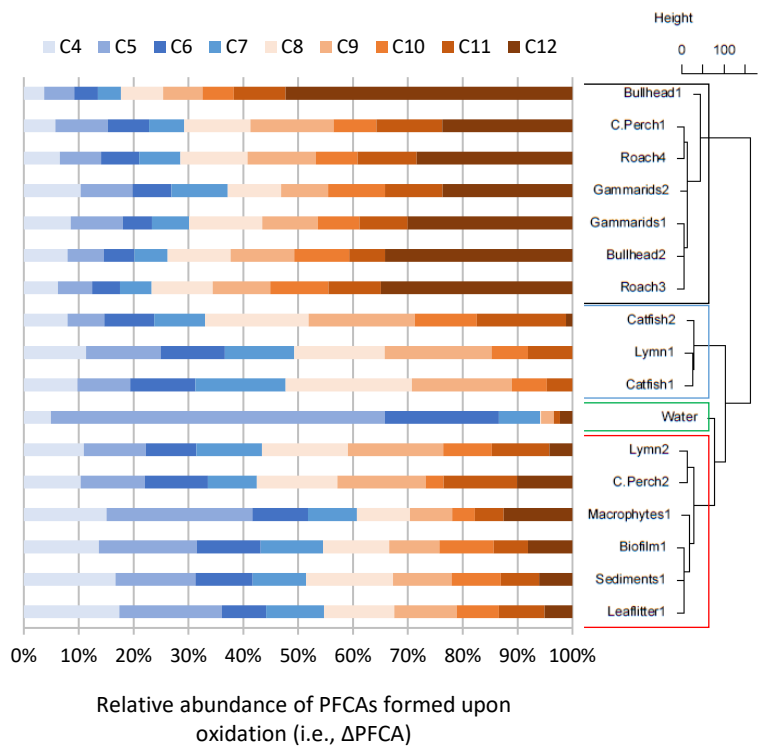 Height
0 100
C4 C5 C6 C7 C8 C9 C10 C11 C12
Bullhead1
C.Perch1
Roach4
Gammarids2
Gammarids1
Bullhead2
Roach3
Catfish2
Lymn1
Catfish1
Water
Lymn2
C.Perch2
Macrophytes1
Biofilm1
Sediments1
Leaflitter1
0% 10% 20% 30% 40% 50% 60% 70% 80% 90% 100%
Relative abundance of PFCAs formed upon
oxidation (i.e., ΔPFCA)